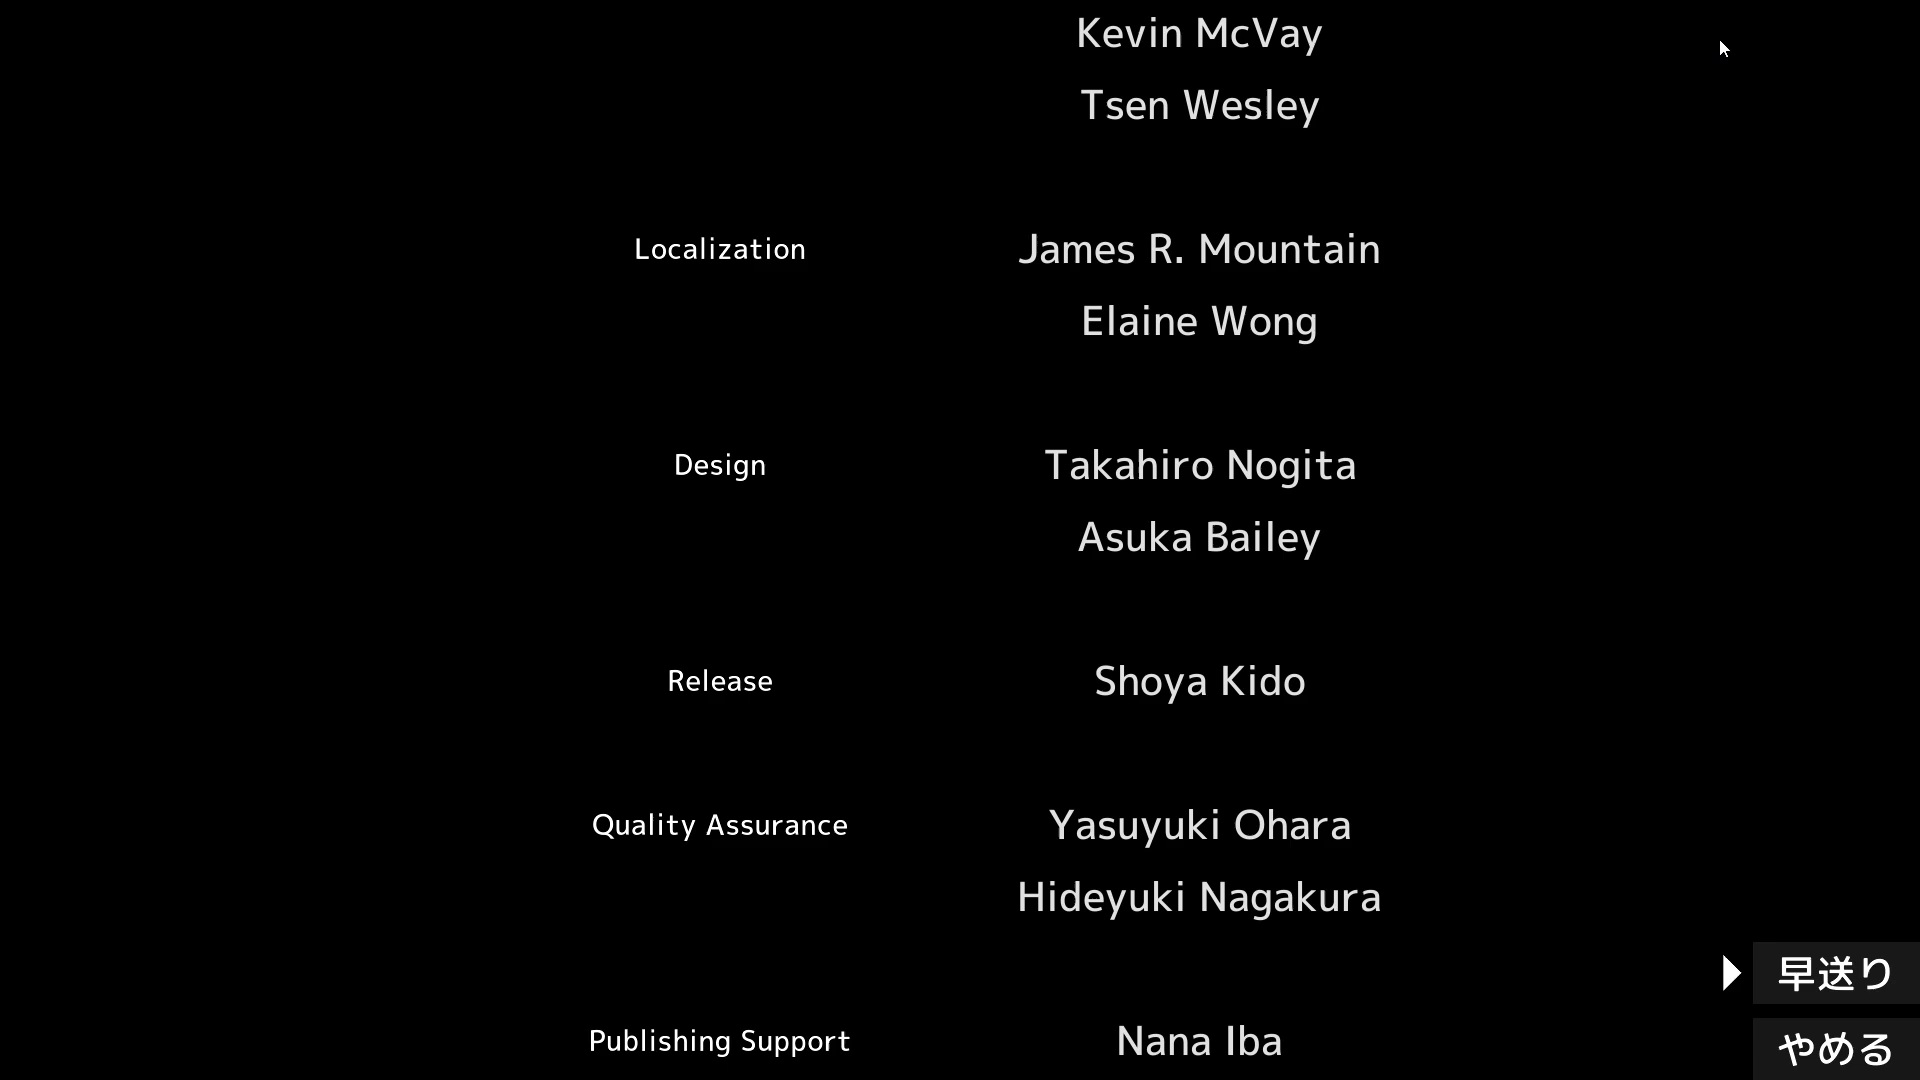 Kevin McVay
Tsen Wesley
Localization James R. Mountain
Elaine Wong
Design Takahiro Nogita
Asuka Bailey
Release Shoya Kido
Quality Assurance Yasuyuki Ohara
Hideyuki Nagakura
早送り
Publishing Support Nana Iba
やめる